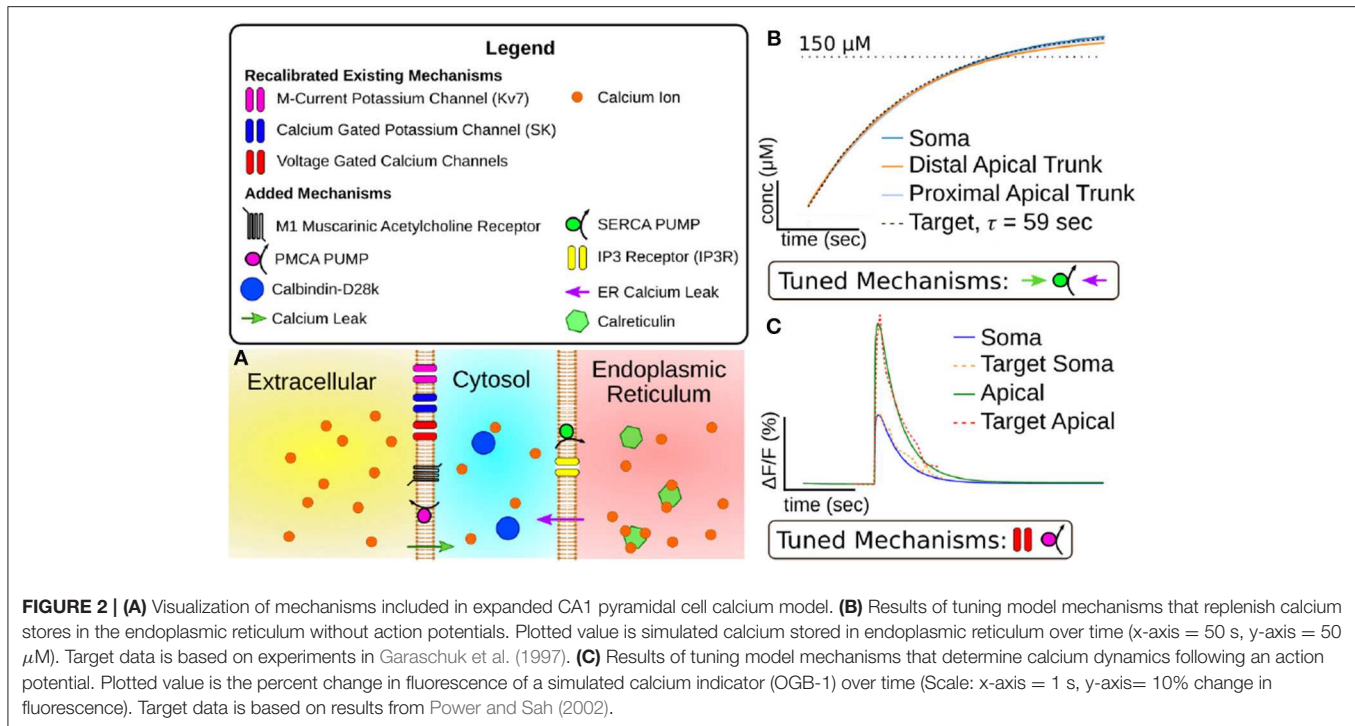 Legend
Recalibrated Existing Mechanisms
M-Current Potassium Channel (Kv7)
Calcium Ion
Calcium Gated Potassium Channel (SK)
Voltage Gated Calcium Channels
Added Mechanisms
M1 Muscarinic Acetylcholine Receptor
SERCA PUMP
PMCA PUMP
IP3 Receptor (IP3R)
Calbindin-D28k
ER Calcium Leak
Calcium Leak
Calreticulin
A
Extracellular
Cytosol
Endoplasmic
Reticulum
B
150 µM
Soma
Distal Apical Trunk
Proximal Apical Trunk
Target, τ = 59 sec
conc (µM)
time (sec)
Tuned Mechanisms:
C
Soma
Target Soma
Apical
Target Apical
ΔF/F (%)
time (sec)
Tuned Mechanisms:
FIGURE 2 | (A) Visualization of mechanisms included in expanded CA1 pyramidal cell calcium model. (B) Results of tuning model mechanisms that replenish calcium
stores in the endoplasmic reticulum without action potentials. Plotted value is simulated calcium stored in endoplasmic reticulum over time (x-axis = 50 s, y-axis = 50
µM). Target data is based on experiments in Garaschuk et al. (1997). (C) Results of tuning model mechanisms that determine calcium dynamics following an action
potential. Plotted value is the percent change in fluorescence of a simulated calcium indicator (OGB-1) over time (Scale: x-axis = 1 s, y-axis= 10% change in
fluorescence). Target data is based on results from Power and Sah (2002).